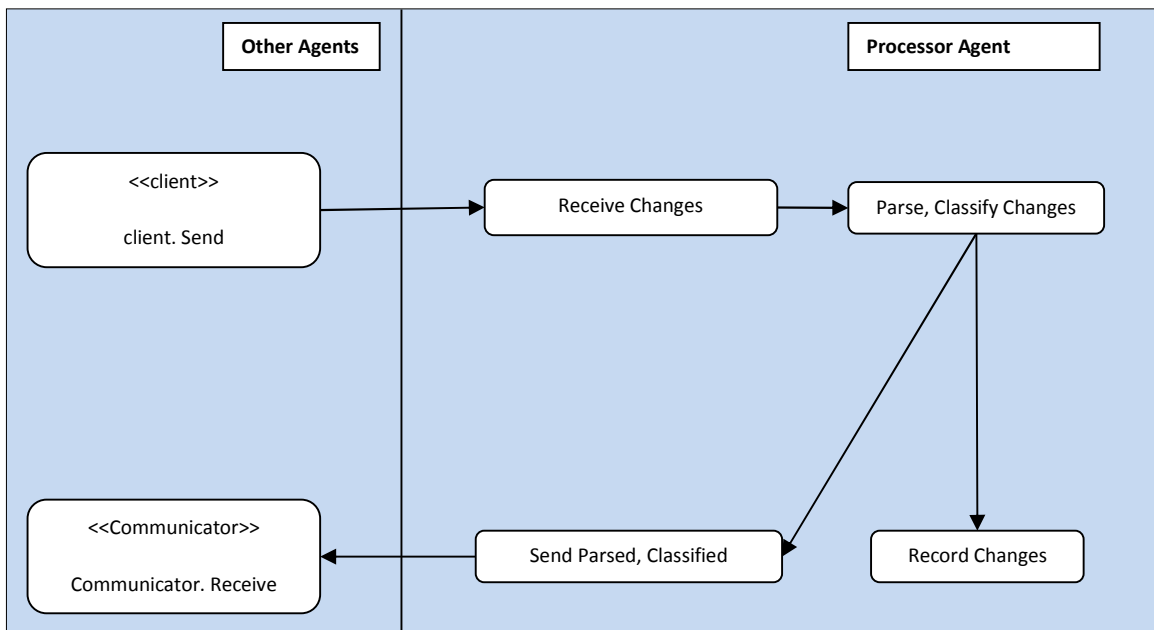 Other Agents
Processor Agent
<<client>>
client. Send
Receive Changes
Parse, Classify Changes
<<Communicator>>
Communicator. Receive
Send Parsed, Classified
Record Changes